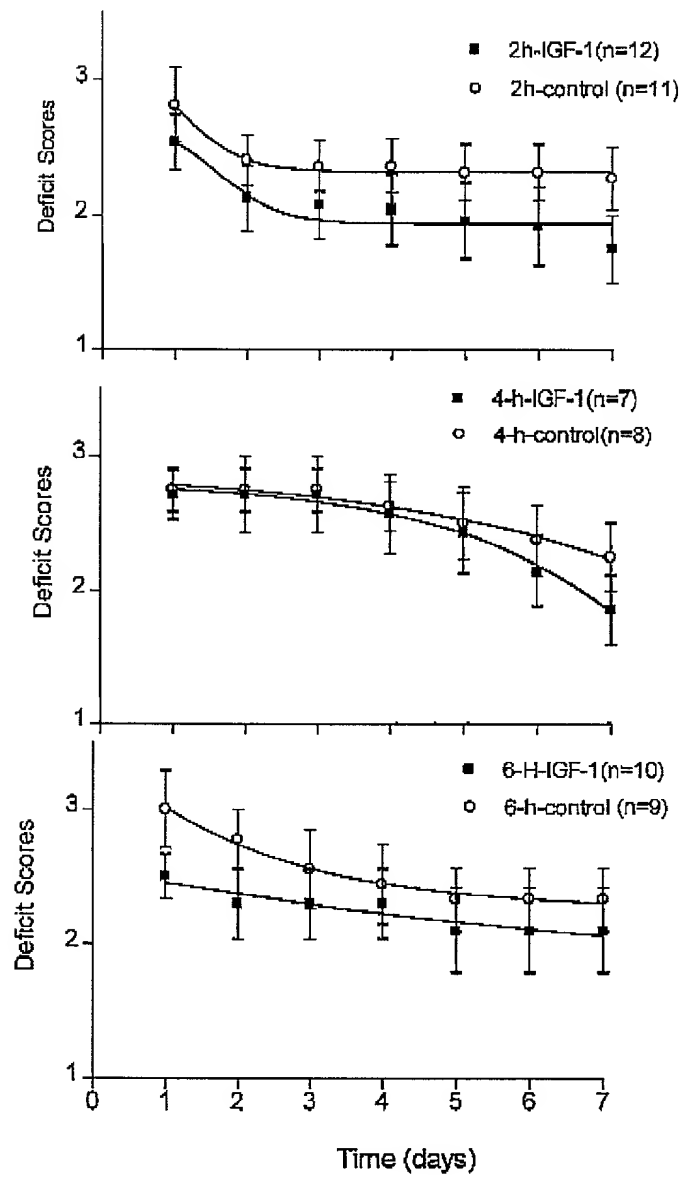 2h-IGF-1(n=12)
2h-control (n=11)
Deficit Scores
3
2
1
4-h-IGF-1(n=7)
4-h-control(n=8)
Deficit Scores
3
2
1
6-H-IGF-1(n=10)
6-h-control (n=9)
Deficit Scores
3
2
1
0 1 2 3 4 5 6 7
Time (days)